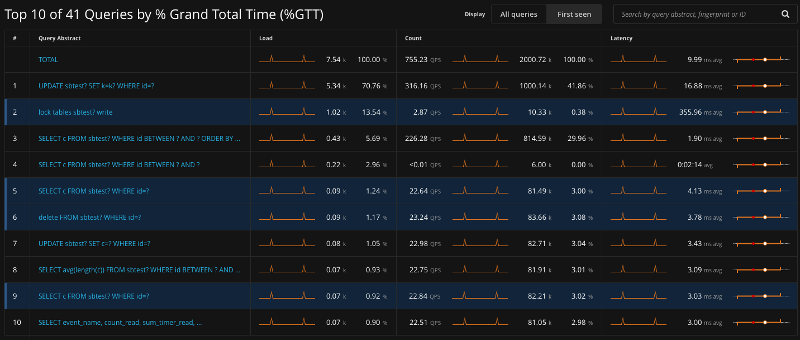 Top 10 of 41 Queries by % Grand Total Time (%GTT)
Display All queries First seen Search by query abstract, fingerprint or ID
# Query Abstract Load Count Latency
TOTAL 7.54 k 100.00 % 755.23 QPS 2000.72 k 100.00 % 9.99 ms avg
1 UPDATE sbtest? SET k=k? WHERE id=? 5.34 k 70.76 % 316.16 QPS 1000.14 k 41.86 % 16.88 ms avg
2 lock tables sbtest? write 1.02 k 13.54 % 2.87 QPS 10.33 k 0.38 % 355.96 ms avg
3 SELECT c FROM sbtest? WHERE id BETWEEN ? AND ? ORDER BY ... 0.43 k 5.69 % 226.28 QPS 814.59 k 29.96 % 1.90 ms avg
4 SELECT c FROM sbtest? WHERE id BETWEEN ? AND ? 0.22 k 2.96 % <0.01 QPS 6.00 k 0.00 % 0:02:14 avg
5 SELECT c FROM sbtest? WHERE id=? 0.09 k 1.24 % 22.64 QPS 81.49 k 3.00 % 4.13 ms avg
6 delete FROM sbtest? WHERE id=? 0.09 k 1.17 % 23.24 QPS 83.66 k 3.08 % 3.78 ms avg
7 UPDATE sbtest? SET c=? WHERE id=? 0.08 k 1.05 % 22.98 QPS 82.71 k 3.04 % 3.43 ms avg
8 SELECT avg(length(c)) FROM sbtest? WHERE id BETWEEN ? AND ... 0.07 k 0.93 % 22.75 QPS 81.91 k 3.01 % 3.09 ms avg
9 SELECT c FROM sbtest? WHERE id=? 0.07 k 0.92 % 22.84 QPS 82.21 k 3.02 % 3.03 ms avg
10 SELECT event_name, count_read, sum_timer_read, ... 0.07 k 0.90 % 22.51 QPS 81.05 k 2.98 % 3.00 ms avg